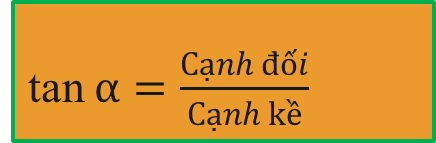 tan α = Cạnh đối / Cạnh kề